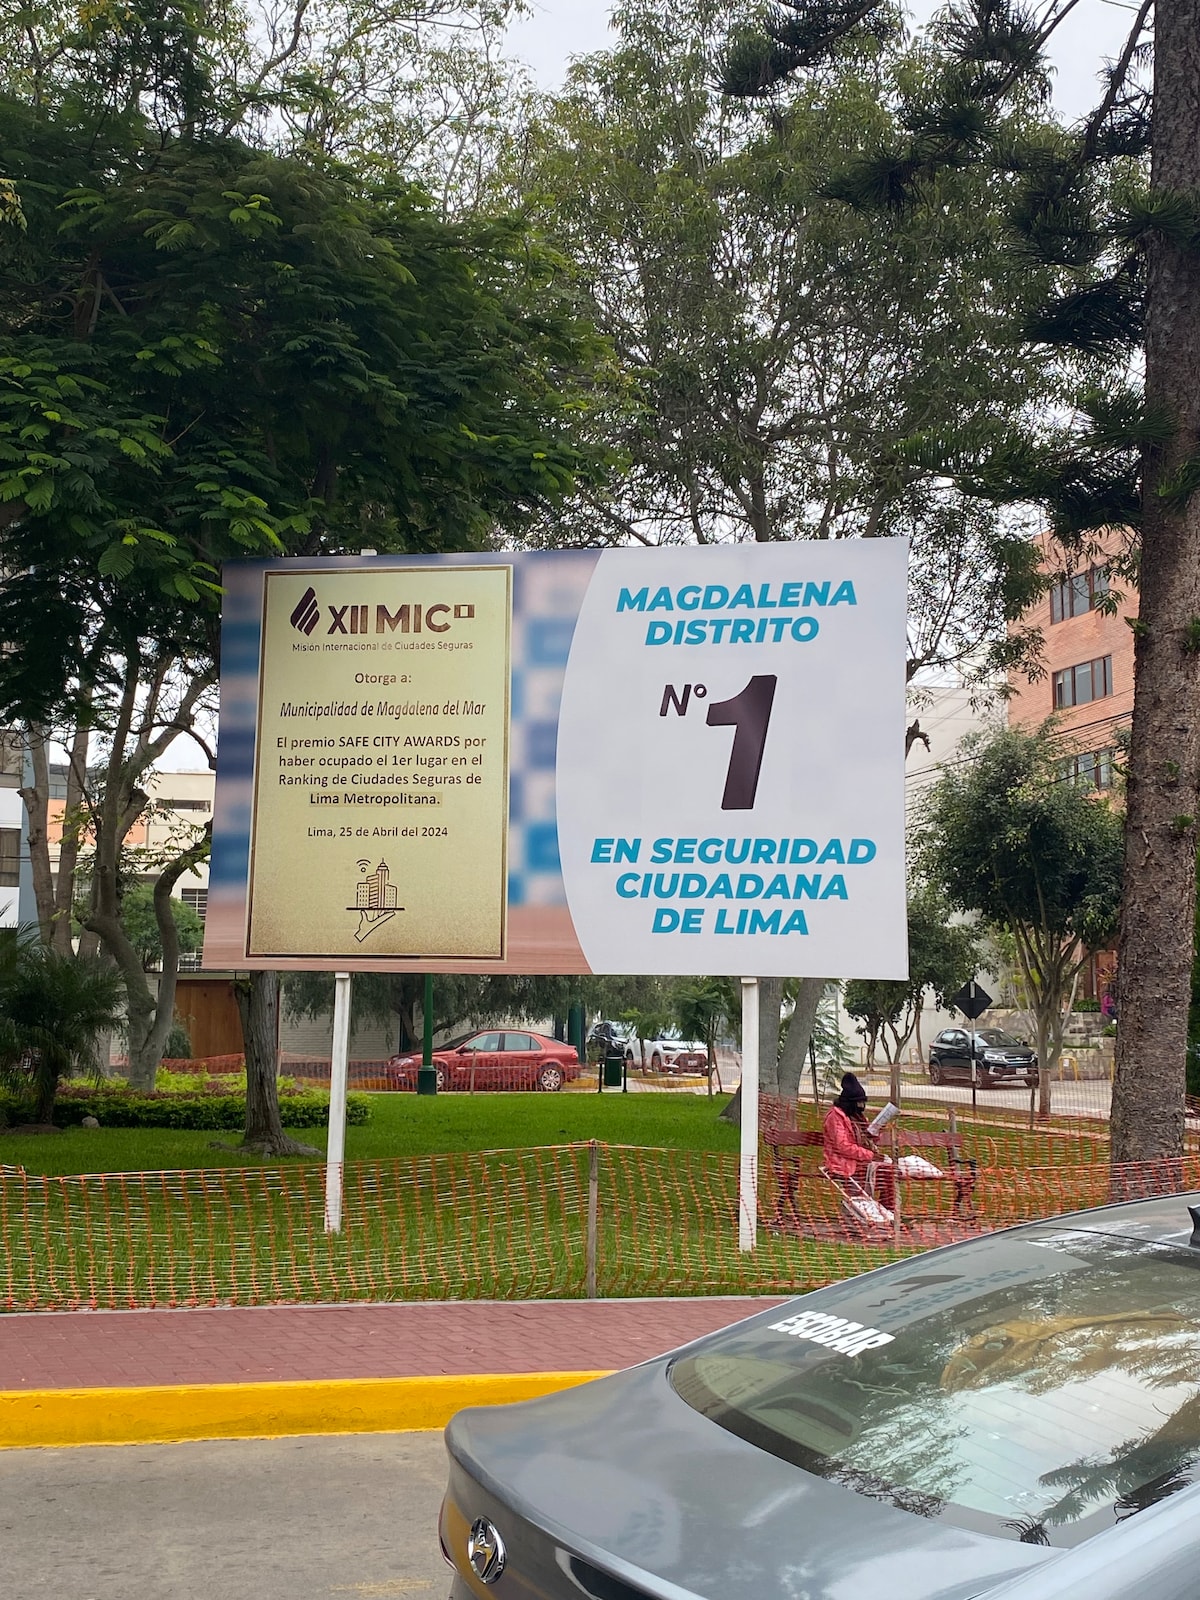 XII MIC
Misión Internacional de Ciudades Seguras
Otorga a:
Municipalidad de Magdalena del Mar
El premio SAFE CITY AWARDS por
haber ocupado el 1er lugar en el
Ranking de Ciudades Seguras de
Lima Metropolitana.
Lima, 25 de Abril del 2024
MAGDALENA
DISTRITO
N° 1
EN SEGURIDAD
CIUDADANA
DE LIMA
ESCOBAR